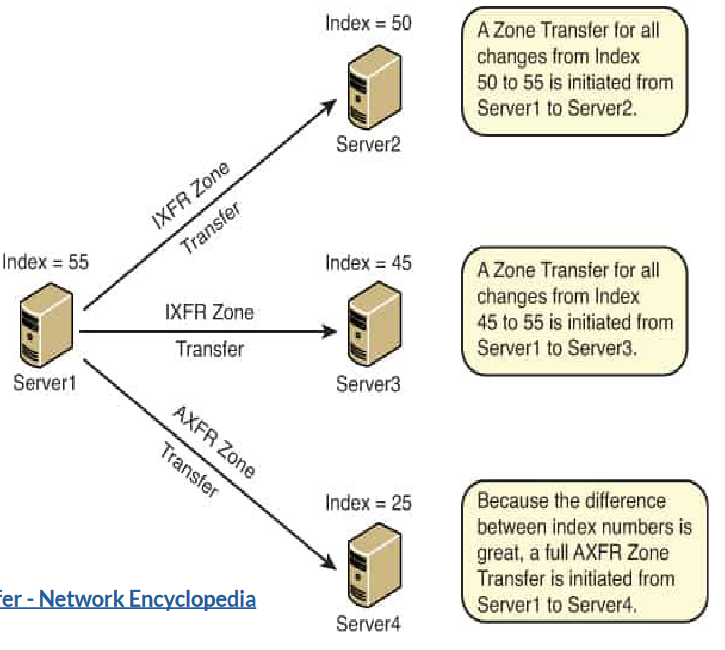 Index = 50
Server2
A Zone Transfer for all
changes from Index
50 to 55 is initiated from
Server1 to Server2.
IXFR Zone
Transfer
Index = 55
Server1
IXFR Zone
Transfer
Index = 45
Server3
A Zone Transfer for all
changes from Index
45 to 55 is initiated from
Server1 to Server3.
AXFR Zone
Transfer
Index = 25
Server4
Because the difference
between index numbers is
great, a full AXFR Zone
Transfer is initiated from
Server1 to Server4.
fer - Network Encyclopedia